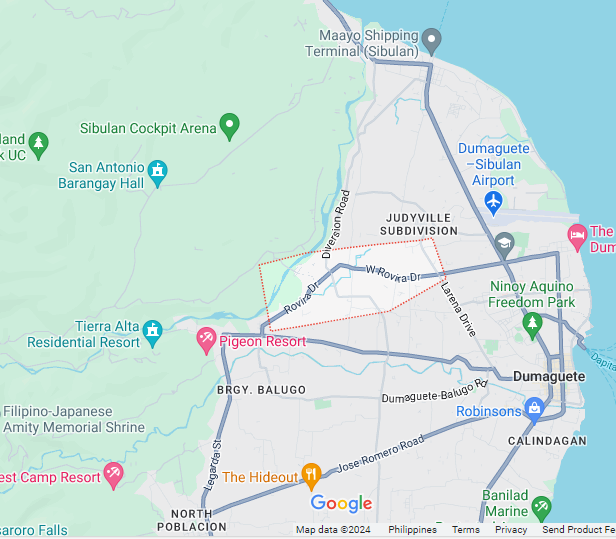 Maayo Shipping
Terminal (Sibulan)
Sibulan Cockpit Arena
land
k UC
San Antonio
Barangay Hall
Dumaguete
–Sibulan
Airport
JUDYVILLE
SUBDIVISION
The
Dum
Diversion Road
W Rovira Dr
Rovira Dr
Larena Drive
Ninoy Aquino
Freedom Park
Tierra Alta
Residential Resort
Pigeon Resort
Dapita
Dumaguete
BRGY. BALUGO
Dumaguete-Balugo Ro
Robinsons
Filipino-Japanese
Amity Memorial Shrine
CALINDAGAN
Legarda St
Jose Romero Road
est Camp Resort
The Hideout
Google
Banilad
Marine
NORTH
POBLACION
saroro Falls
Map data ©2024 Philippines Terms Privacy Send Product Fe